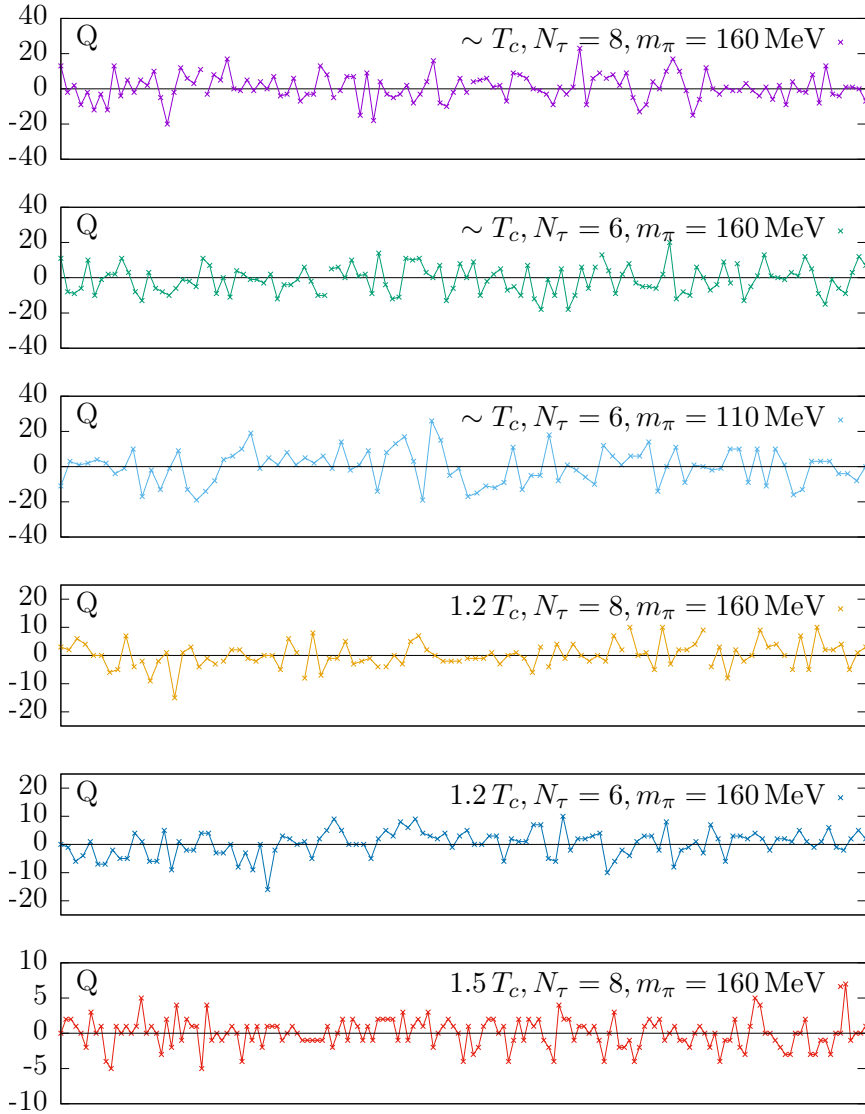 40
Q
∼ T_c, N_τ = 8, m_π = 160 MeV
20
0
-20
-40
40
Q
∼ T_c, N_τ = 6, m_π = 160 MeV
20
0
-20
-40
40
Q
∼ T_c, N_τ = 6, m_π = 110 MeV
20
0
-20
-40
20
Q
1.2 T_c, N_τ = 8, m_π = 160 MeV
10
0
-10
-20
20
Q
1.2 T_c, N_τ = 6, m_π = 160 MeV
10
0
-10
-20
10
Q
1.5 T_c, N_τ = 8, m_π = 160 MeV
5
0
-5
-10